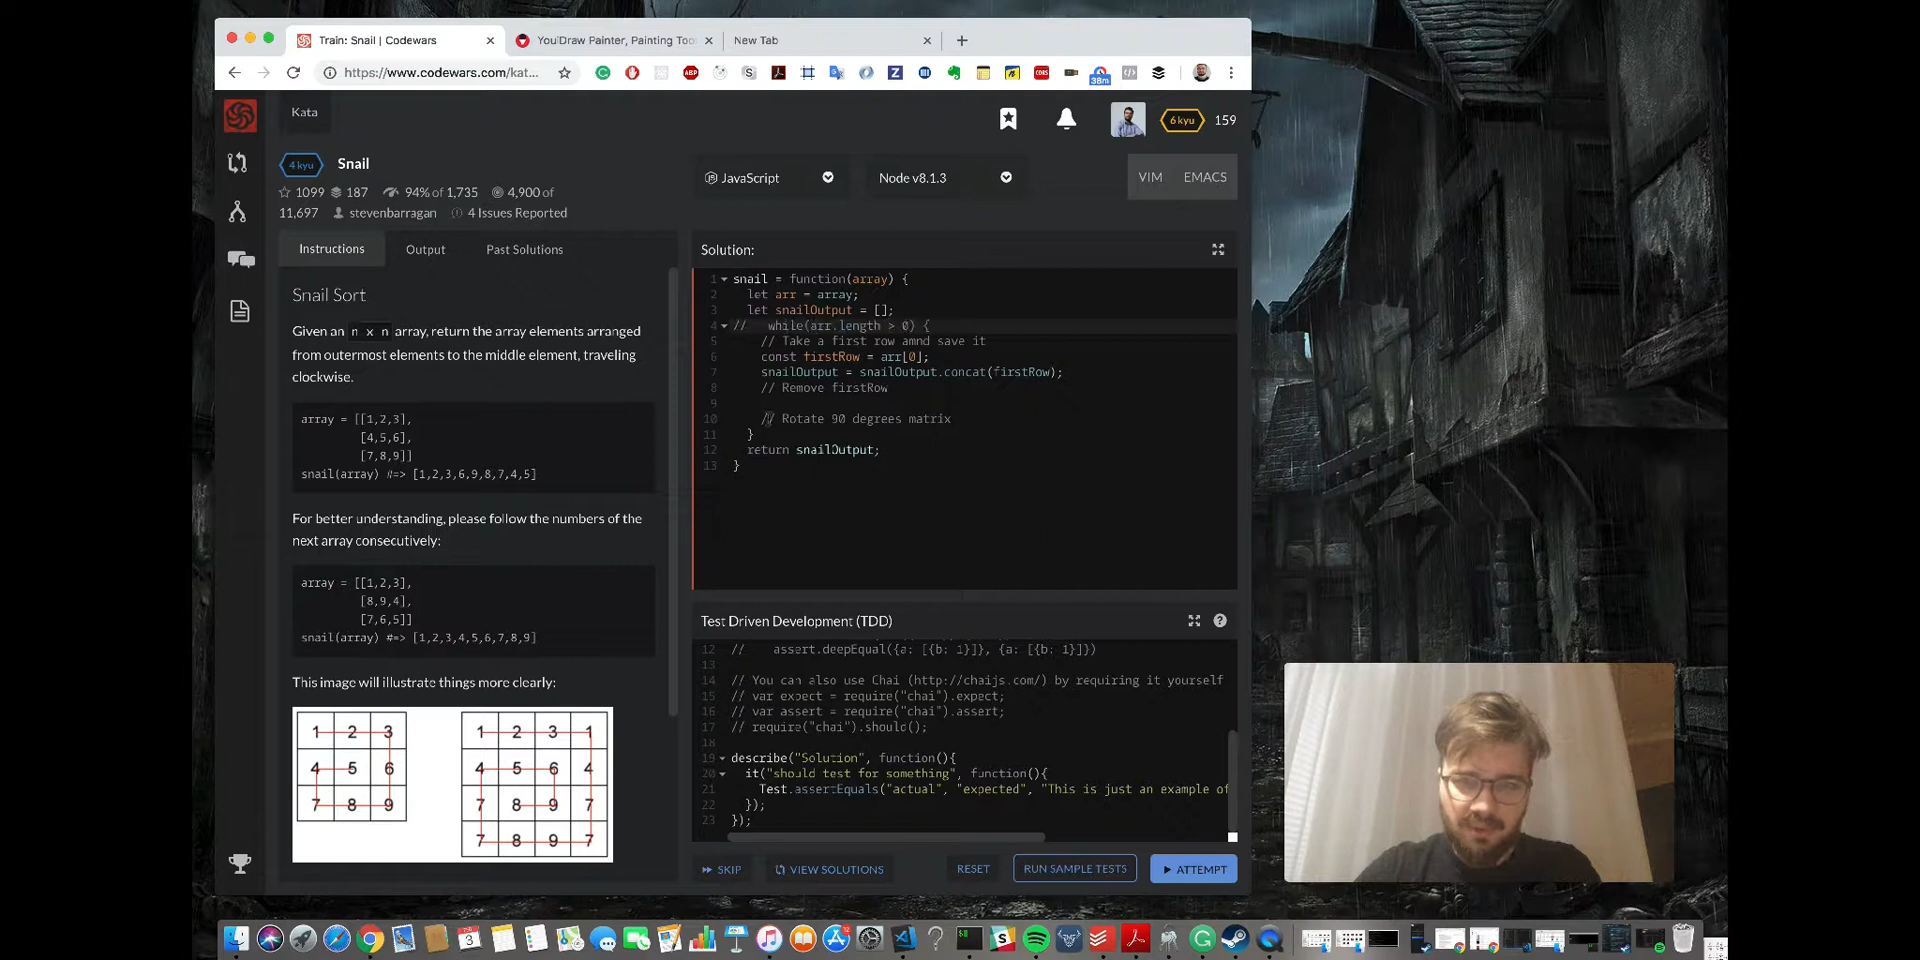 Train: Snail | Codewars
YouiDraw Painter, Painting Too
New Tab
https://www.codewars.com/kat...
ABP
CORS
38m
Kata
6 kyu
159
4 kyu
Snail
1099 187 94% of 1,735 4,900 of
11,697 stevenbarragan 4 Issues Reported
JavaScript
Node v8.1.3
VIM
EMACS
Instructions
Output
Past Solutions
Snail Sort
Given an n x n array, return the array elements arranged
from outermost elements to the middle element, traveling
clockwise.
array = [[1,2,3],
[4,5,6],
[7,8,9]]
snail(array) #=> [1,2,3,6,9,8,7,4,5]
For better understanding, please follow the numbers of the
next array consecutively:
array = [[1,2,3],
[8,9,4],
[7,6,5]]
snail(array) #=> [1,2,3,4,5,6,7,8,9]
This image will illustrate things more clearly:
1 2 3
4 5 6
7 8 9
1 2 3 1
4 5 6 4
7 8 9 7
7 8 9 7
Solution:
1 snail = function(array) {
2 let arr = array;
3 let snailOutput = [];
4 // while(arr.length > 0) {
5 // Take a first row amnd save it
6 const firstRow = arr[0];
7 snailOutput = snailOutput.concat(firstRow);
8 // Remove firstRow
9
10 // Rotate 90 degrees matrix
11 }
12 return snailOutput;
13 }
Test Driven Development (TDD)
12 // assert.deepEqual({a: [{b: 1}]}, {a: [{b: 1}]})
13
14 // You can also use Chai (http://chaijs.com/) by requiring it yourself
15 // var expect = require("chai").expect;
16 // var assert = require("chai").assert;
17 // require("chai").should();
18
19 describe("Solution", function(){
20 it("should test for something", function(){
21 Test.assertEquals("actual", "expected", "This is just an example of
22 });
23 });
SKIP
VIEW SOLUTIONS
RESET
RUN SAMPLE TESTS
ATTEMPT